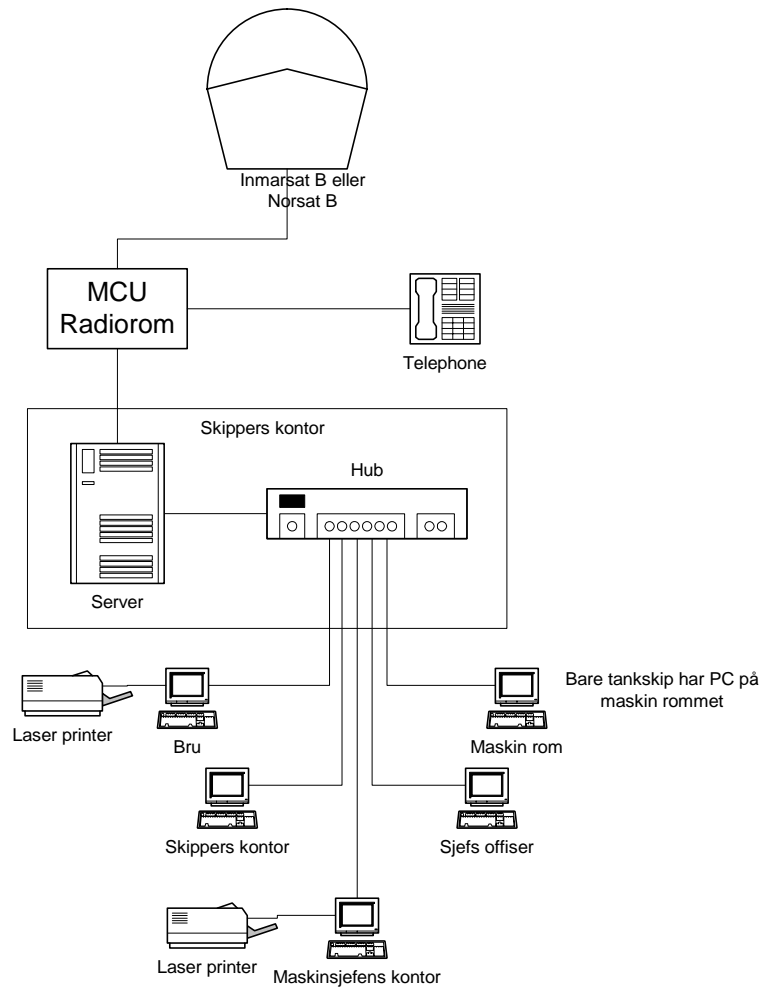 Inmarsat B eller
Norsat B
MCU
Radiorom
Telephone
Skippers kontor
Hub
Server
Bare tankskip har PC på
maskin rommet
Laser printer
Bru
Maskin rom
Skippers kontor
Sjefs offiser
Laser printer
Maskinsjefens kontor